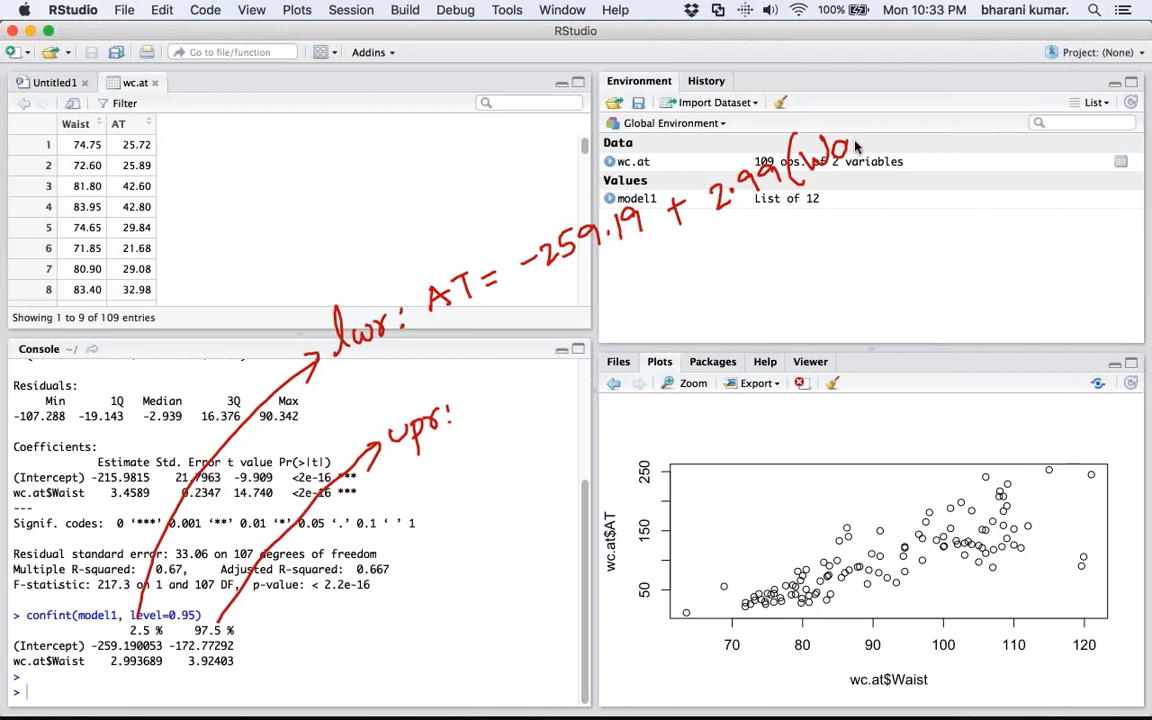 RStudio File Edit Code View Plots Session Build Debug Tools Window Help 100% Mon 10:33 PM bharani kumar.
RStudio
Go to file/function Addins Project: (None)
Untitled1 wc.at
Filter
Waist AT
1 74.75 25.72
2 72.60 25.89
3 81.80 42.60
4 83.95 42.80
5 74.65 29.84
6 71.85 21.68
7 80.90 29.08
8 83.40 32.98
Showing 1 to 9 of 109 entries
Environment History
Import Dataset List
Global Environment
Data
wc.at 109 obs. of 2 variables
Values
model1 List of 12
lwr: AT = -259.19 + 2.99(Wa
upr:
Console ~/
Residuals:
Min 1Q Median 3Q Max
-107.288 -19.143 -2.939 16.376 90.342
Coefficients:
Estimate Std. Error t value Pr(>|t|)
(Intercept) -215.9815 21.7963 -9.909 <2e-16 ***
wc.at$Waist 3.4589 0.2347 14.740 <2e-16 ***
---
Signif. codes: 0 ‘***’ 0.001 ‘**’ 0.01 ‘*’ 0.05 ‘.’ 0.1 ‘ ’ 1
Residual standard error: 33.06 on 107 degrees of freedom
Multiple R-squared: 0.67, Adjusted R-squared: 0.667
F-statistic: 217.3 on 1 and 107 DF, p-value: < 2.2e-16
> confint(model1, level=0.95)
2.5 % 97.5 %
(Intercept) -259.190053 -172.77292
wc.at$Waist 2.993689 3.92403
>
>
Files Plots Packages Help Viewer
Zoom Export
wc.at$AT
250
150
50
70 80 90 100 110 120
wc.at$Waist